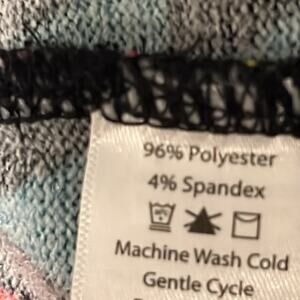 96% Polyester
4% Spandex
Machine Wash Cold
Gentle Cycle